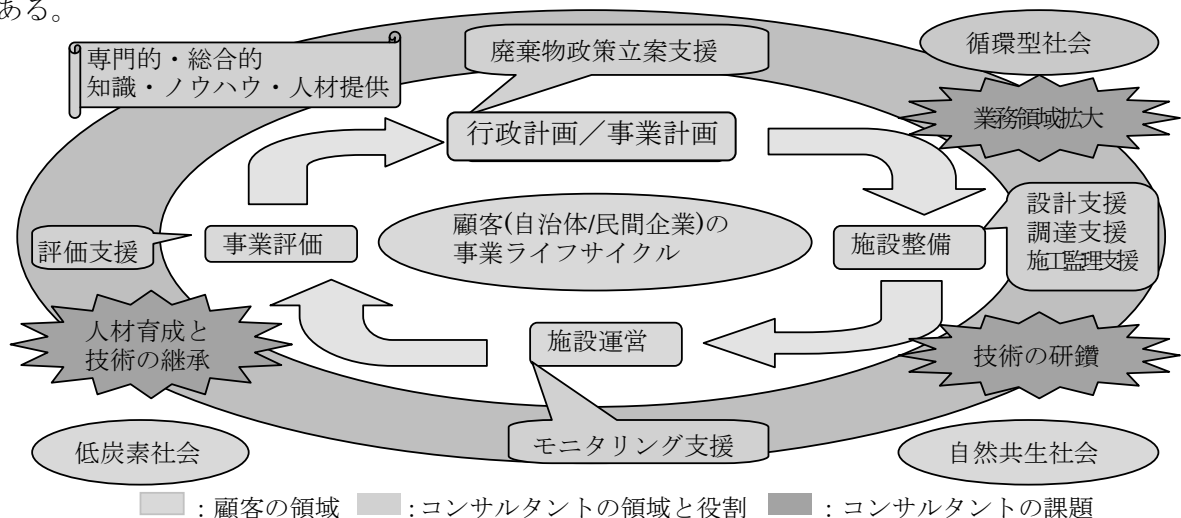 ある。
専門的・総合的
知識・ノウハウ・人材提供
廃棄物政策立案支援
循環型社会
業務領域拡大
行政計画／事業計画
顧客(自治体/民間企業)の
事業ライフサイクル
設計支援
調達支援
施工監理支援
評価支援
事業評価
施設整備
人材育成と
技術の継承
施設運営
技術の研鑽
低炭素社会
モニタリング支援
自然共生社会
：顧客の領域 ：コンサルタントの領域と役割 ：コンサルタントの課題